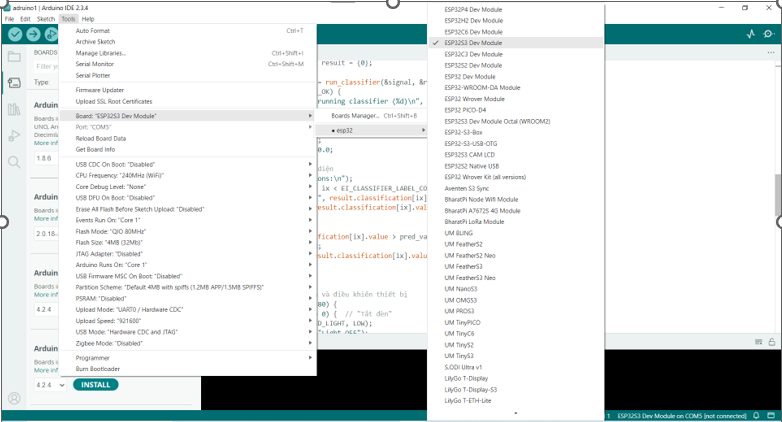 adruino1 | Arduino IDE 2.3.4
File Edit Sketch Tools Help
BOARDS
Filter y
Type:
Arduin
Boards i
UNO, An
More inf
1.8.6
Arduin
Boards i
More inf
2.0.18-
Arduin
Boards i
More inf
4.2.4
Arduin
Boards i
More inf
4.2.4
INSTALL
Auto Format Ctrl+T
Archive Sketch
Manage Libraries... Ctrl+Shift+I
Serial Monitor Ctrl+Shift+M
Serial Plotter
Firmware Updater
Upload SSL Root Certificates
Board: "ESP32S3 Dev Module"
Port: "COM5"
Reload Board Data
Get Board Info
USB CDC On Boot: "Disabled"
CPU Frequency: "240MHz (WiFi)"
Core Debug Level: "None"
USB DFU On Boot: "Disabled"
Erase All Flash Before Sketch Upload: "Disabled"
Events Run On: "Core 1"
Flash Mode: "QIO 80MHz"
Flash Size: "4MB (32Mb)"
JTAG Adapter: "Disabled"
Arduino Runs On: "Core 1"
USB Firmware MSC On Boot: "Disabled"
Partition Scheme: "Default 4MB with spiffs (1.2MB APP/1.5MB SPIFFS)"
PSRAM: "Disabled"
Upload Mode: "UART0 / Hardware CDC"
Upload Speed: "921600"
USB Mode: "Hardware CDC and JTAG"
Zigbee Mode: "Disabled"
Programmer
Burn Bootloader
Boards Manager... Ctrl+Shift+B
esp32
result = {0};
= run_classifier(&signal, &r
_OK) {
running classifier (%d)\n",
0.0;
diện
ons:\n");
ix < EI_CLASSIFIER_LABEL_CO
", result.classification[ix]
esult.classification[ix].val
fication[ix].value > pred_va
;
esult.classification[ix].valu
và điều khiển thiết bị
80) {
0) { // "Tắt đèn"
D_LIGHT, LOW);
"Light OFF");
ESP32P4 Dev Module
ESP32H2 Dev Module
ESP32C6 Dev Module
ESP32S3 Dev Module
ESP32C3 Dev Module
ESP32S2 Dev Module
ESP32 Dev Module
ESP32-WROOM-DA Module
ESP32 Wrover Module
ESP32 PICO-D4
ESP32S3 Dev Module Octal (WROOM2)
ESP32-S3-Box
ESP32-S3-USB-OTG
ESP32S3 CAM LCD
ESP32S2 Native USB
ESP32 Wrover Kit (all versions)
Aventen S3 Sync
BharatPi Node Wifi Module
BharatPi A7672S 4G Module
BharatPi LoRa Module
UM BLING
UM FeatherS2
UM FeatherS2 Neo
UM FeatherS3
UM FeatherS3 Neo
UM NanoS3
UM OMGS3
UM PROS3
UM TinyPICO
UM TinyC6
UM TinyS2
UM TinyS3
S.ODI Ultra v1
LilyGo T-Display
LilyGo T-Display-S3
LilyGo T-ETH-Lite
1 ESP32S3 Dev Module on COM5 [not connected]